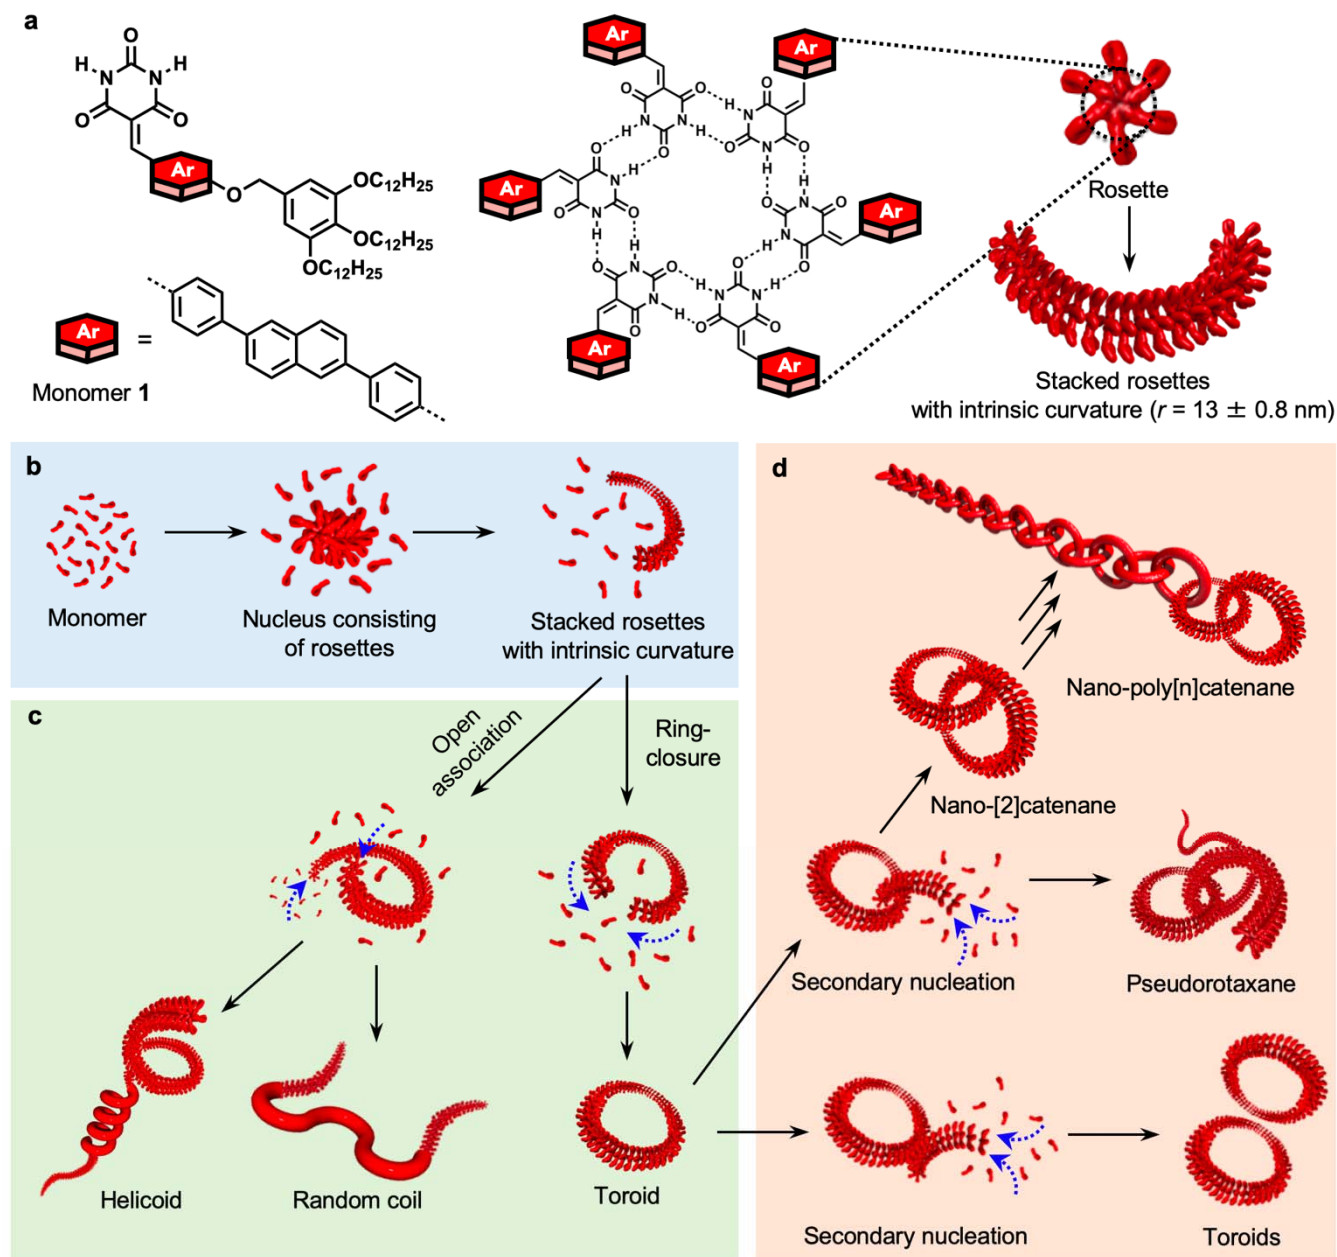 a
O
H
N
N
H
O
O
Ar
O
OC₁₂H₂₅
OC₁₂H₂₅
OC₁₂H₂₅
Ar
=
Monomer 1
Ar
Ar
Ar
Ar
Ar
Ar
Rosette
Stacked rosettes
with intrinsic curvature (r = 13 ± 0.8 nm)
b
Monomer
Nucleus consisting
of rosettes
Stacked rosettes
with intrinsic curvature
c
Open
association
Ring-
closure
Helicoid
Random coil
Toroid
d
Nano-poly[n]catenane
Nano-[2]catenane
Secondary nucleation
Pseudorotaxane
Secondary nucleation
Toroids